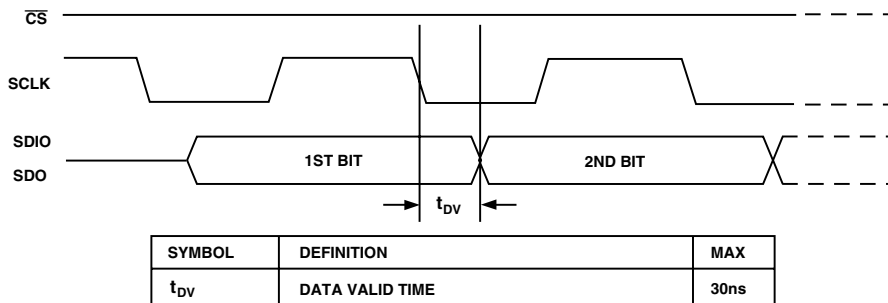 CS
SCLK
SDIO
SDO
1ST BIT 2ND BIT
tDV
SYMBOL DEFINITION MAX
tDV DATA VALID TIME 30ns